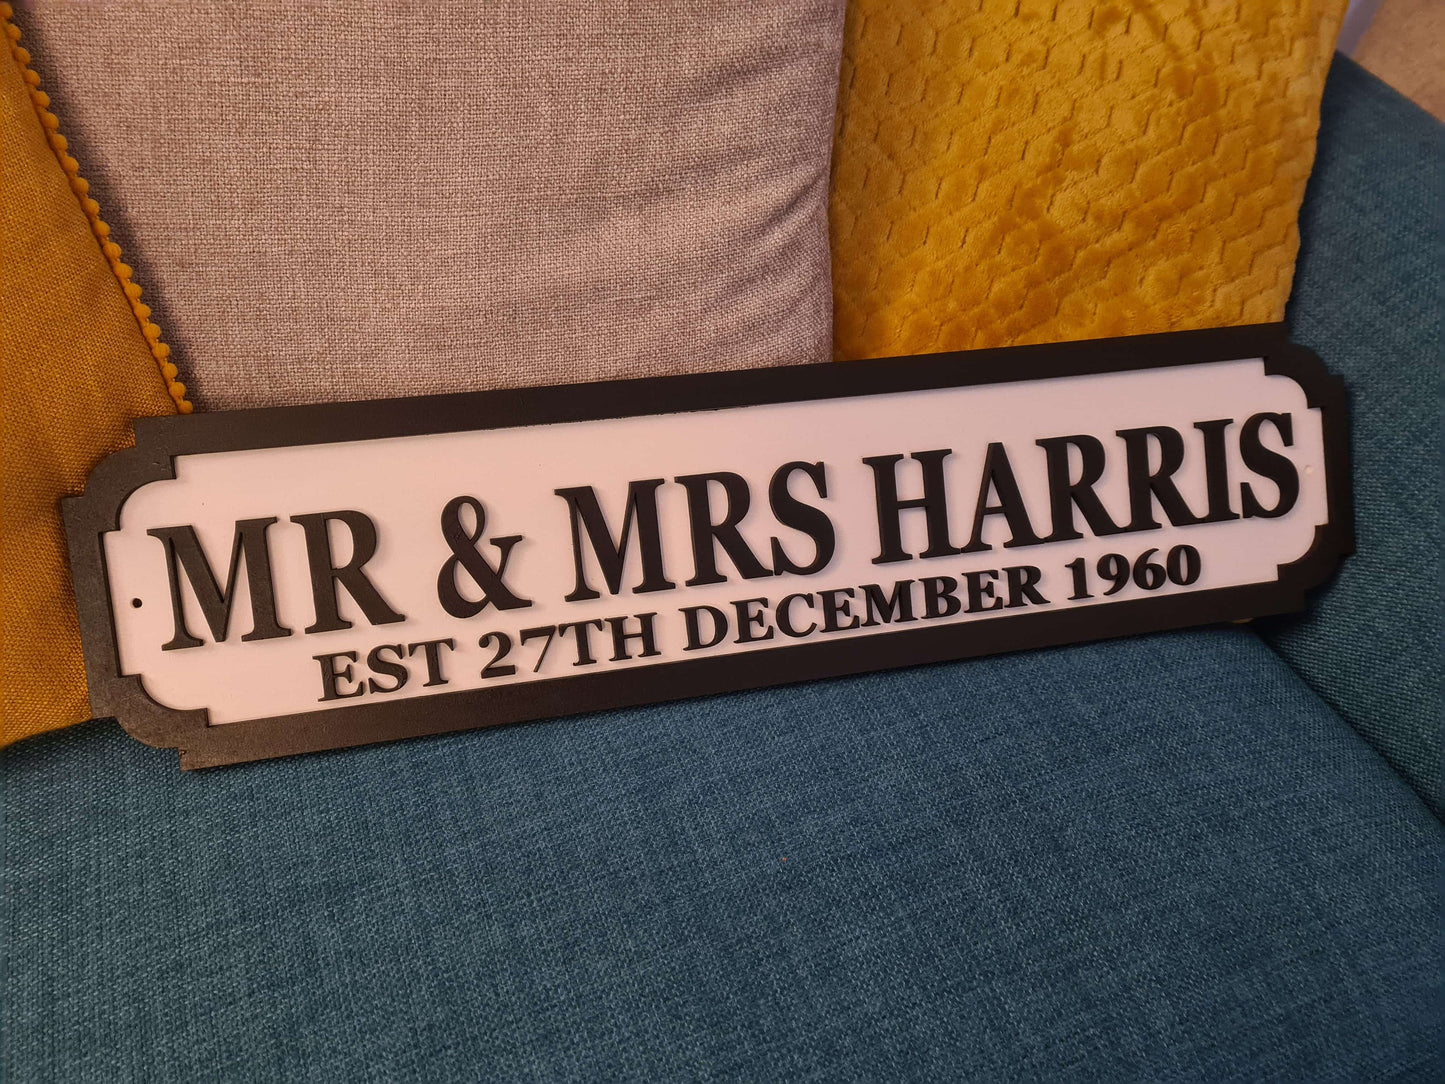 MR & MRS HARRIS
EST 27TH DECEMBER 1960